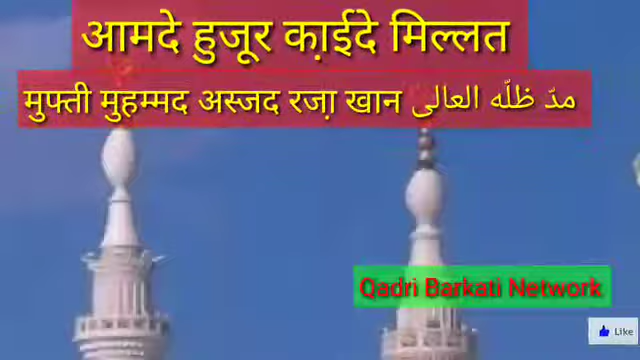 आमदे हुजूर का़ईदे मिल्लत
मुफ्ती मुहम्मद अस्जद रजा़ खान مدّ ظلّه العالی
Qadri Barkati Network
Like